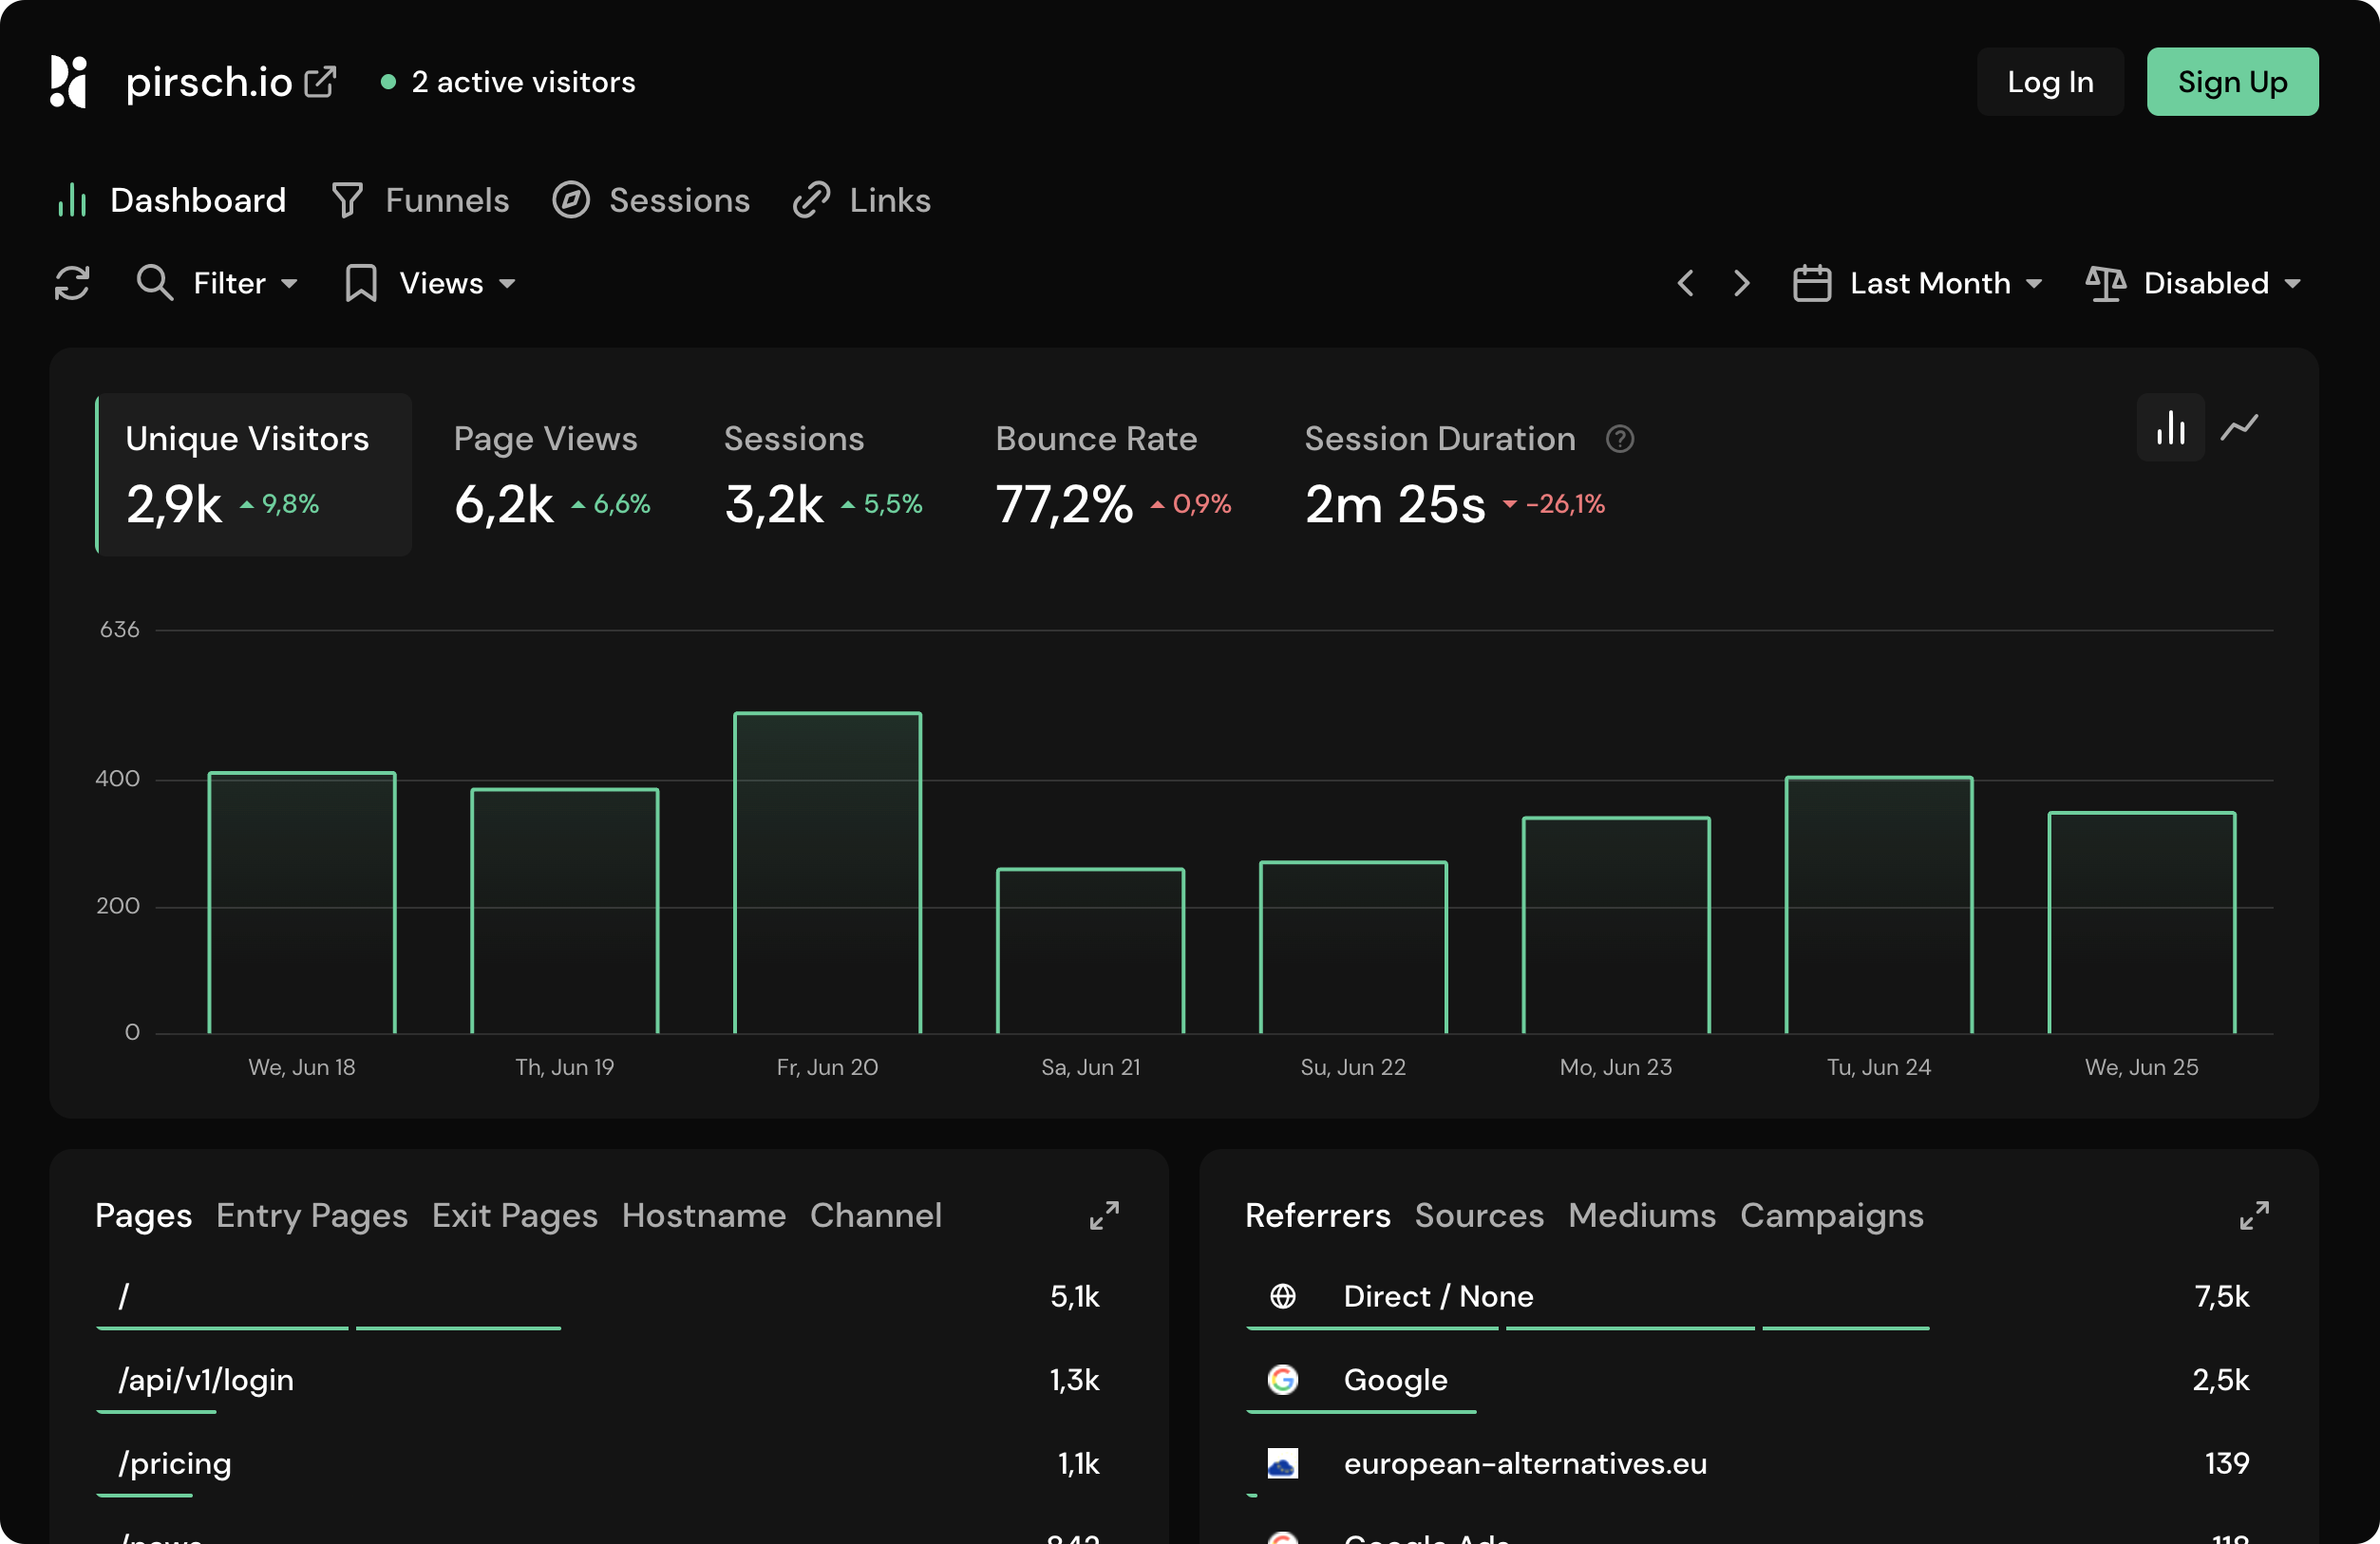 pirsch.io 2 active visitors Log In Sign Up
Dashboard Funnels Sessions Links
Filter Views Last Month Disabled
Unique Visitors Page Views Sessions Bounce Rate Session Duration ?
2,9k 9,8% 6,2k 6,6% 3,2k 5,5% 77,2% 0,9% 2m 25s -26,1%
636
400
200
0
We, Jun 18 Th, Jun 19 Fr, Jun 20 Sa, Jun 21 Su, Jun 22 Mo, Jun 23 Tu, Jun 24 We, Jun 25
Pages Entry Pages Exit Pages Hostname Channel
/ 5,1k
/api/v1/login 1,3k
/pricing 1,1k
Referrers Sources Mediums Campaigns
Direct / None 7,5k
Google 2,5k
european-alternatives.eu 139
Google Ads